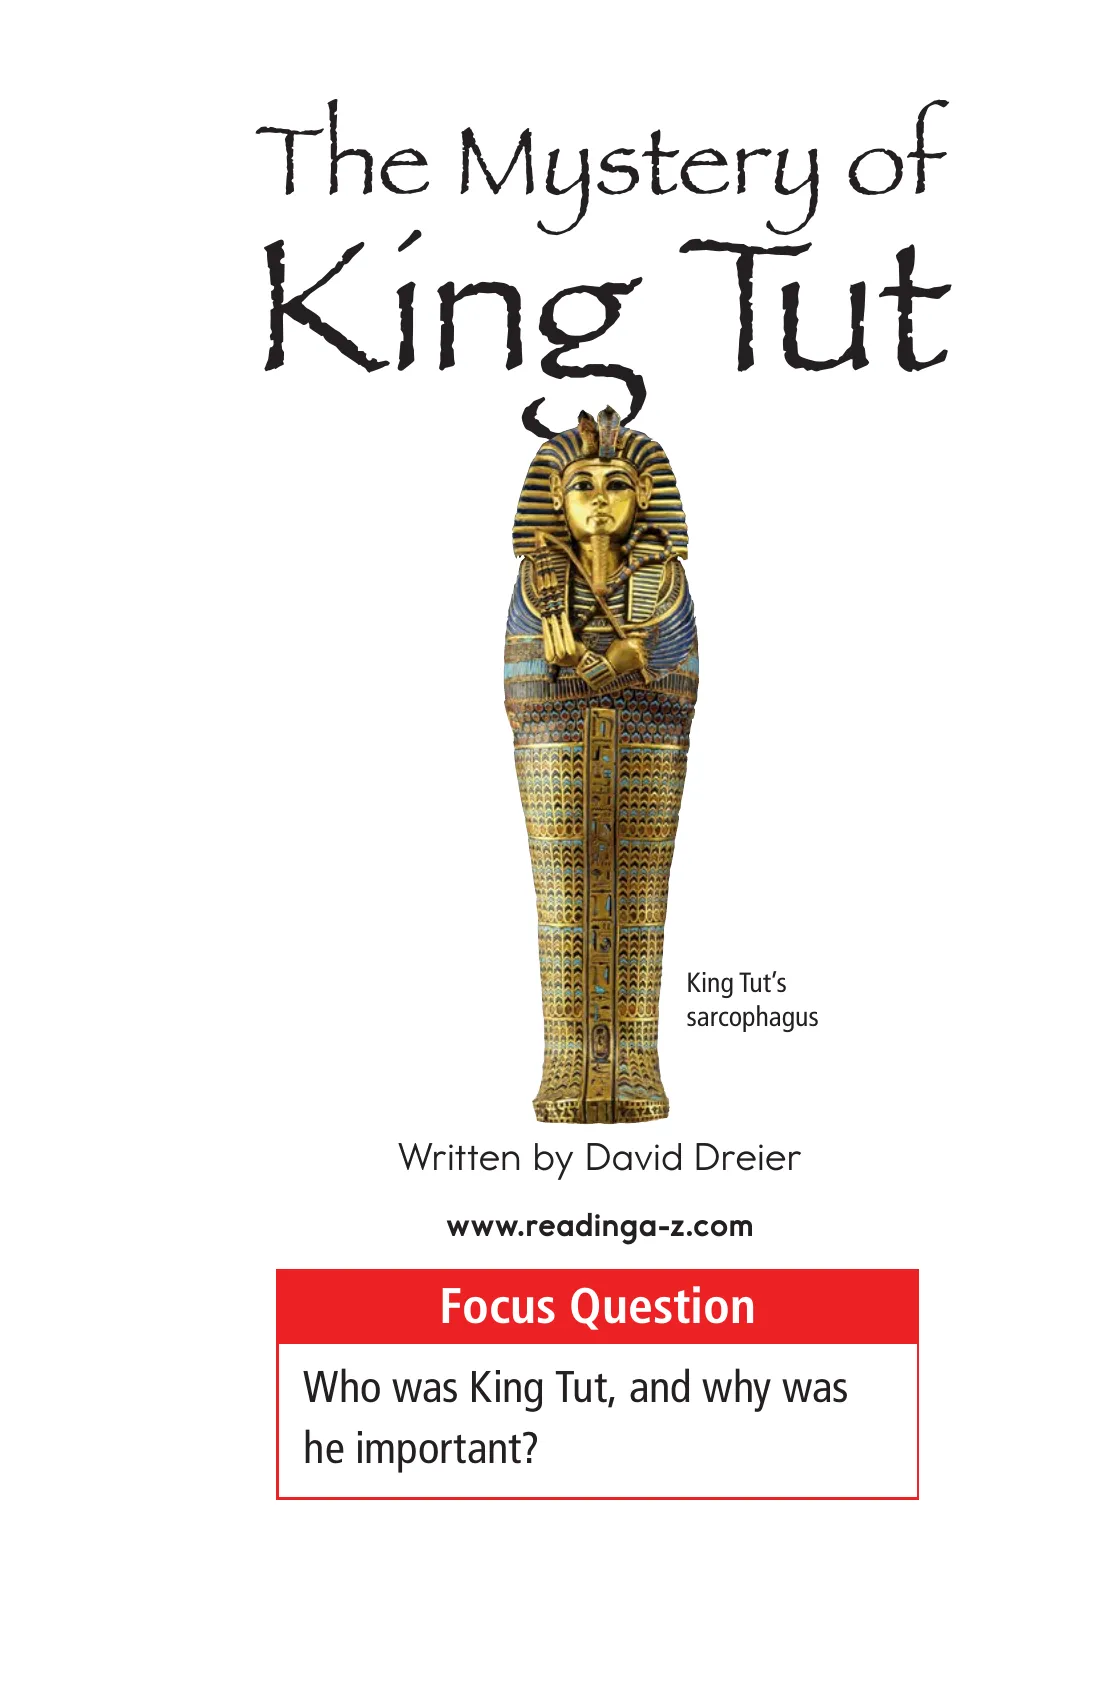 The Mystery of
King Tut
King Tut’s
sarcophagus
Written by David Dreier
www.readinga-z.com
Focus Question
Who was King Tut, and why was
he important?